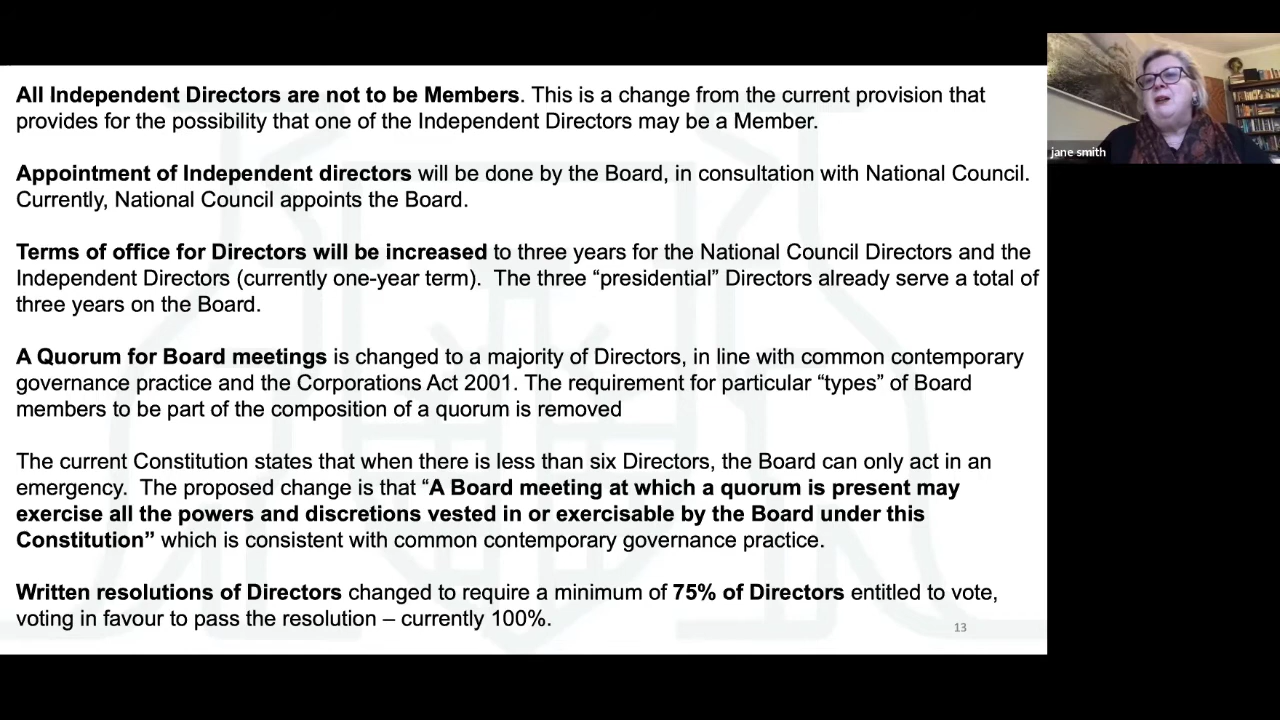 All Independent Directors are not to be Members. This is a change from the current provision that
provides for the possibility that one of the Independent Directors may be a Member.
Appointment of Independent directors will be done by the Board, in consultation with National Council.
Currently, National Council appoints the Board.
Terms of office for Directors will be increased to three years for the National Council Directors and the
Independent Directors (currently one-year term).  The three “presidential” Directors already serve a total of
three years on the Board.
A Quorum for Board meetings is changed to a majority of Directors, in line with common contemporary
governance practice and the Corporations Act 2001. The requirement for particular “types” of Board
members to be part of the composition of a quorum is removed
The current Constitution states that when there is less than six Directors, the Board can only act in an
emergency.  The proposed change is that “A Board meeting at which a quorum is present may
exercise all the powers and discretions vested in or exercisable by the Board under this
Constitution” which is consistent with common contemporary governance practice.
Written resolutions of Directors changed to require a minimum of 75% of Directors entitled to vote,
voting in favour to pass the resolution – currently 100%.
13
jane smith